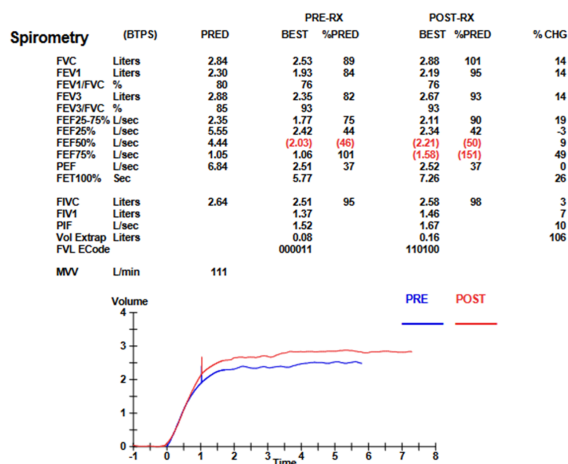 PRE-RX POST-RX
Spirometry (BTPS) PRED BEST %PRED BEST %PRED % CHG
FVC Liters 2.84 2.53 89 2.88 101 14
FEV1 Liters 2.30 1.93 84 2.19 95 14
FEV1/FVC % 80 76 76
FEV3 Liters 2.88 2.35 82 2.67 93 14
FEV3/FVC % 85 93 93
FEF25-75% L/sec 2.35 1.77 75 2.11 90 19
FEF25% L/sec 5.55 2.42 44 2.34 42 -3
FEF50% L/sec 4.44 (2.03) (46) (2.21) (50) 9
FEF75% L/sec 1.05 1.06 101 (1.58) (151) 49
PEF L/sec 6.84 2.51 37 2.52 37 0
FET100% Sec 5.77 7.26 26
FIVC Liters 2.64 2.51 95 2.58 98 3
FIV1 Liters 1.37 1.46 7
PIF L/sec 1.52 1.67 10
Vol Extrap Liters 0.08 0.16 106
FVL ECode 000011 110100
MVV L/min 111
Volume PRE POST
4
3
2
1
0
-1 0 1 2 3 4 5 6 7 8
Time